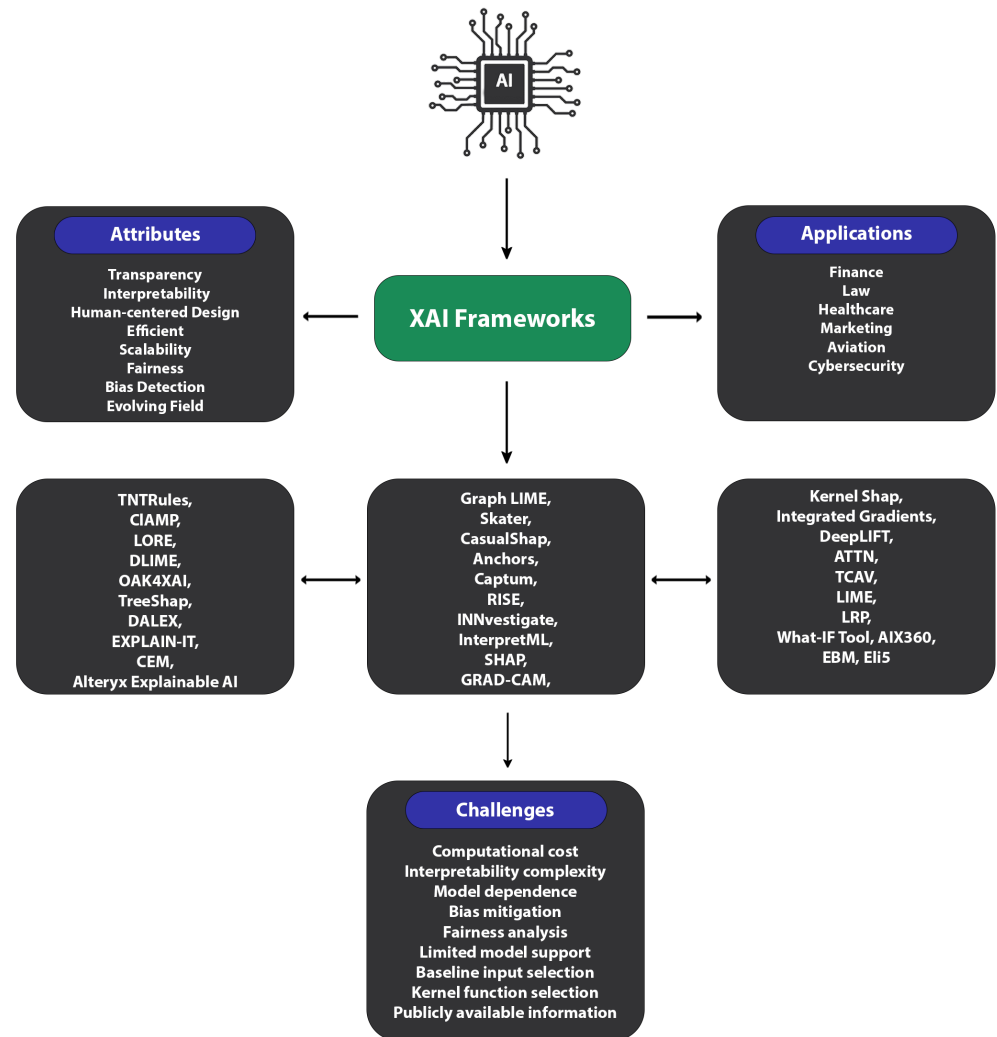 AI
Attributes
Transparency
Interpretability
Human-centered Design
Efficient
Scalability
Fairness
Bias Detection
Evolving Field
XAI Frameworks
Applications
Finance
Law
Healthcare
Marketing
Aviation
Cybersecurity
TNTRules,
CIAMP,
LORE,
DLIME,
OAK4XAI,
TreeShap,
DALEX,
EXPLAIN-IT,
CEM,
Alteryx Explainable AI
Graph LIME,
Skater,
CasualShap,
Anchors,
Captum,
RISE,
INNvestigate,
InterpretML,
SHAP,
GRAD-CAM,
Kernel Shap,
Integrated Gradients,
DeepLIFT,
ATTN,
TCAV,
LIME,
LRP,
What-IF Tool, AIX360,
EBM, Eli5
Challenges
Computational cost
Interpretability complexity
Model dependence
Bias mitigation
Fairness analysis
Limited model support
Baseline input selection
Kernel function selection
Publicly available information